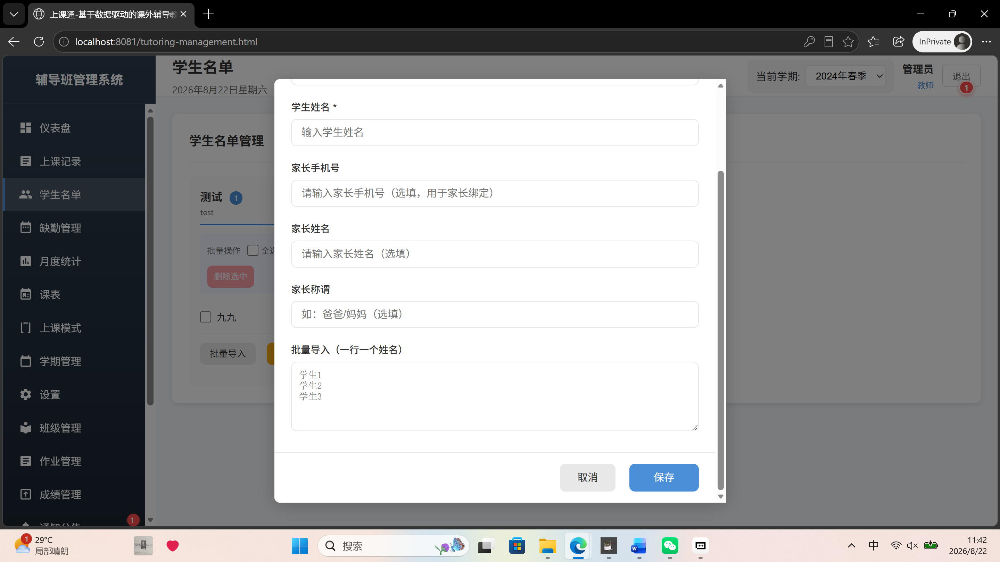 上课通-基于数据驱动的课外辅导教
localhost:8081/tutoring-management.html
InPrivate
辅导班管理系统
仪表盘
上课记录
学生名单
缺勤管理
月度统计
课表
上课模式
学期管理
设置
班级管理
作业管理
成绩管理
通知公告
1
学生名单
2026年8月22日星期六
当前学期:
2024年春季
管理员
教师
退出
1
学生名单管理
测试
1
test
批量操作
全选
删除选中
九九
批量导入
学生姓名 *
输入学生姓名
家长手机号
请输入家长手机号（选填，用于家长绑定）
家长姓名
请输入家长姓名（选填）
家长称谓
如：爸爸/妈妈（选填）
批量导入（一行一个姓名）
学生1
学生2
学生3
取消
保存
1
29°C
局部晴朗
搜索
W
中
11:42
2026/8/22